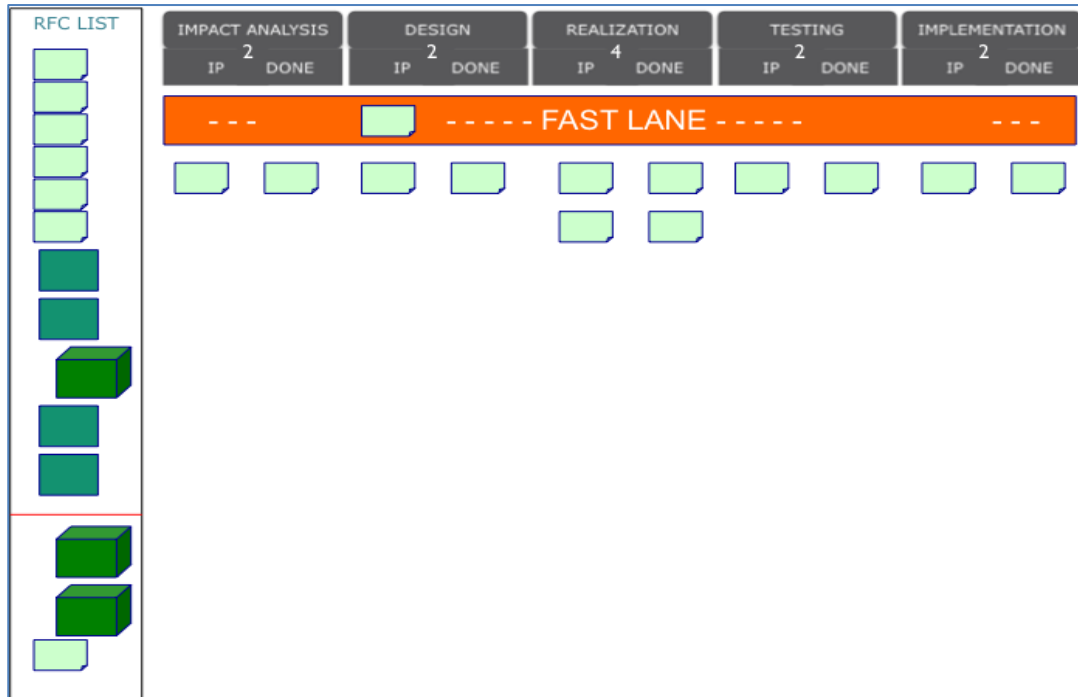 RFC LIST
IMPACT ANALYSIS
2
IP DONE
DESIGN
2
IP DONE
REALIZATION
4
IP DONE
TESTING
2
IP DONE
IMPLEMENTATION
2
IP DONE
- - - - - - - - FAST LANE - - - - - - - -